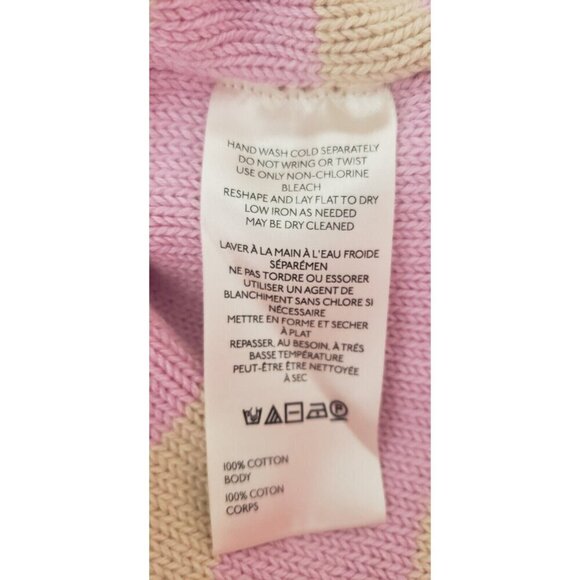 HAND WASH COLD SEPARATELY
DO NOT WRING OR TWIST
USE ONLY NON-CHLORINE
BLEACH
RESHAPE AND LAY FLAT TO DRY
LOW IRON AS NEEDED
MAY BE DRY CLEANED
LAVER À LA MAIN À L'EAU FROIDE
SÉPARÉMEN
NE PAS TORDRE OU ESSORER
UTILISER UN AGENT DE
BLANCHIMENT SANS CHLORE SI
NÉCESSAIRE
METTRE EN FORME ET SECHER
À PLAT
REPASSER, AU BESOIN, À TRÉS
BASSE TEMPÉRATURE
PEUT-ÊTRE ÊTRE NETTOYÉE
À SEC
P
100% COTTON
BODY
100% COTON
CORPS